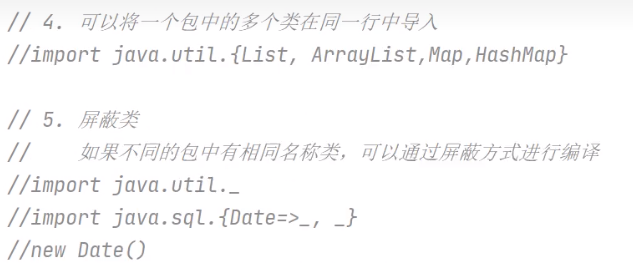 // 4. 可以将一个包中的多个类在同一行中导入
//import java.util.{List, ArrayList,Map,HashMap}
// 5. 屏蔽类
//    如果不同的包中有相同名称类，可以通过屏蔽方式进行编译
//import java.util._
//import java.sql.{Date=>_, _}
//new Date()